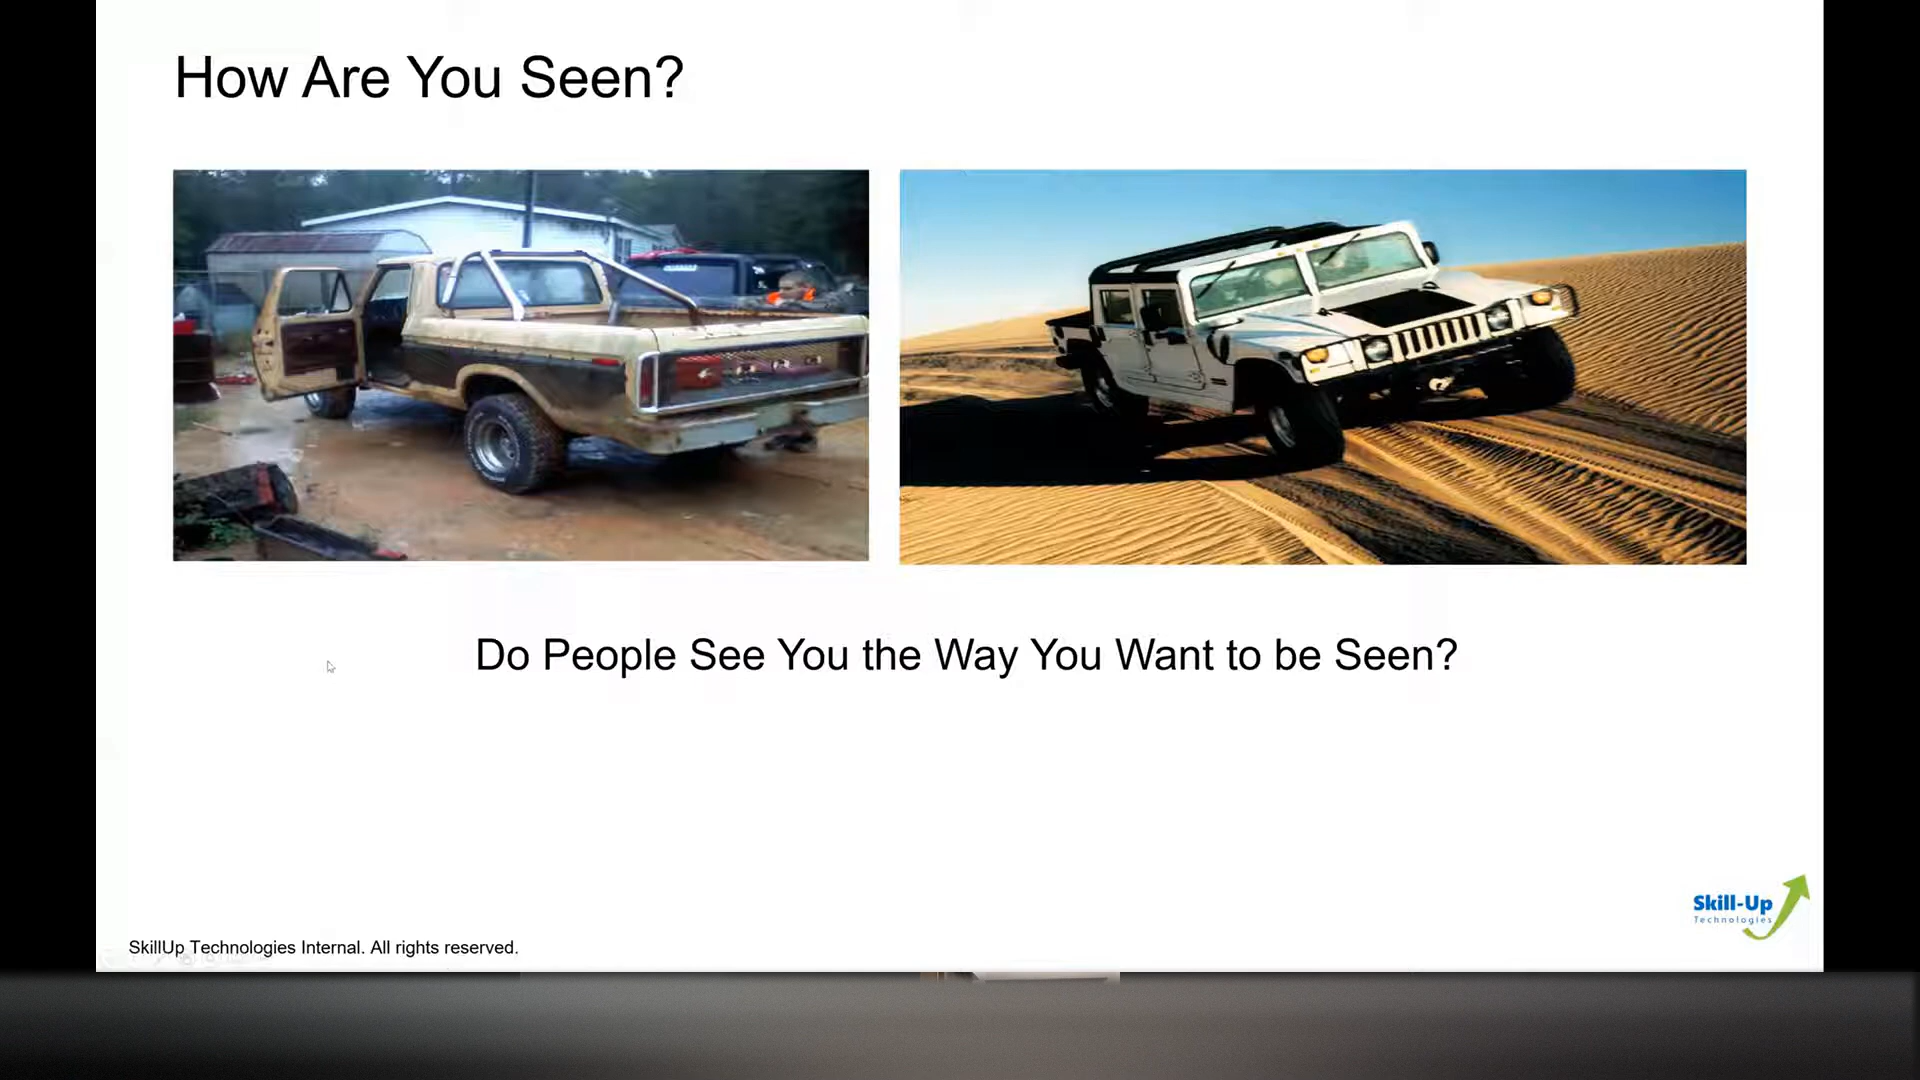 How Are You Seen?
Do People See You the Way You Want to be Seen?
Skill-Up
Technologies
SkillUp Technologies Internal. All rights reserved.